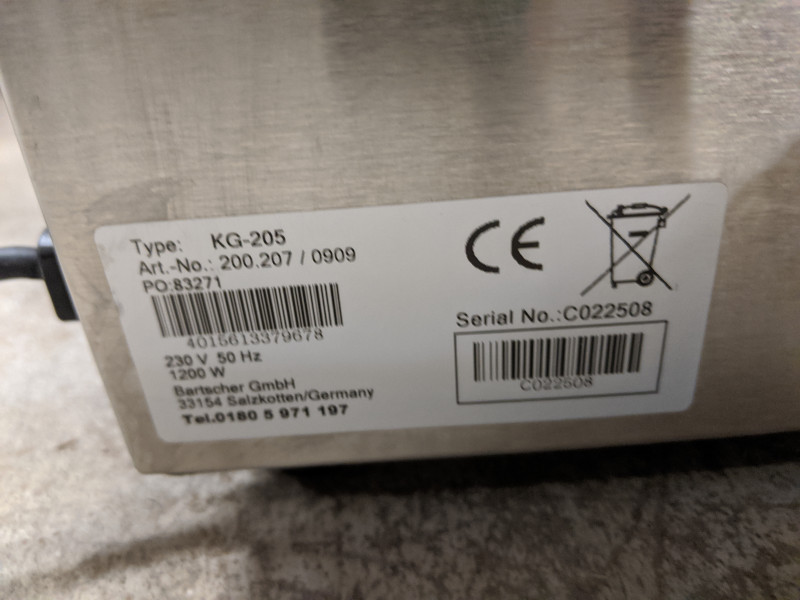 Type: KG-205
Art.-No.: 200.207 / 0909
PO:83271
4015613379678
230 V 50 Hz
1200 W
Bartscher GmbH
33154 Salzkotten/Germany
Tel.0180 5 971 197
CE
Serial No.:C022508
C022508